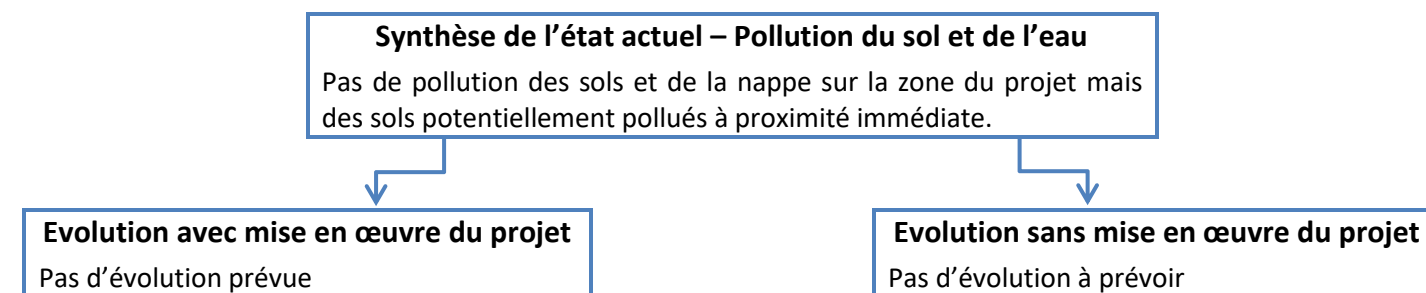 Synthèse de l’état actuel – Pollution du sol et de l’eau
Pas de pollution des sols et de la nappe sur la zone du projet mais
des sols potentiellement pollués à proximité immédiate.
Evolution avec mise en œuvre du projet
Pas d’évolution prévue
Evolution sans mise en œuvre du projet
Pas d’évolution à prévoir